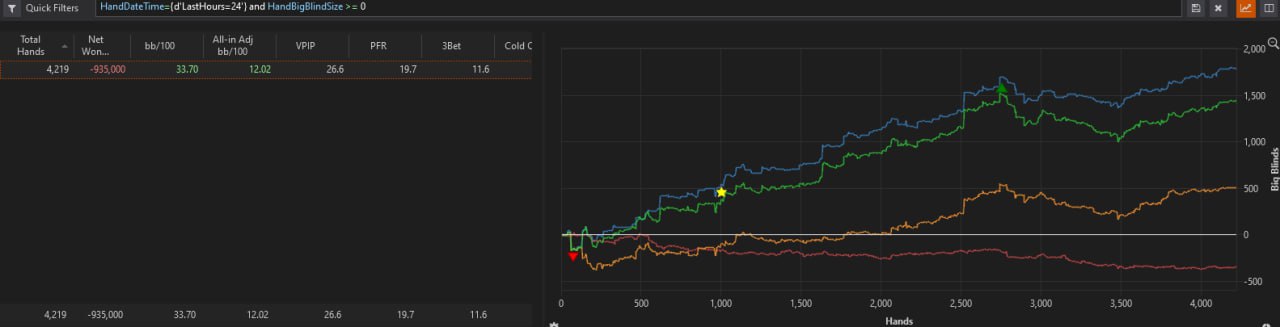 Quick Filters HandDateTime={d'LastHours=24'} and HandBigBlindSize >= 0
Total Hands Net Won... bb/100 All-in Adj bb/100 VPIP PFR 3Bet Cold C
4,219 -935,000 33.70 12.02 26.6 19.7 11.6
4,219 -935,000 33.70 12.02 26.6 19.7 11.6
2,000
1,500
1,000
500
0
-500
Big Blinds
0 500 1,000 1,500 2,000 2,500 3,000 3,500 4,000
Hands